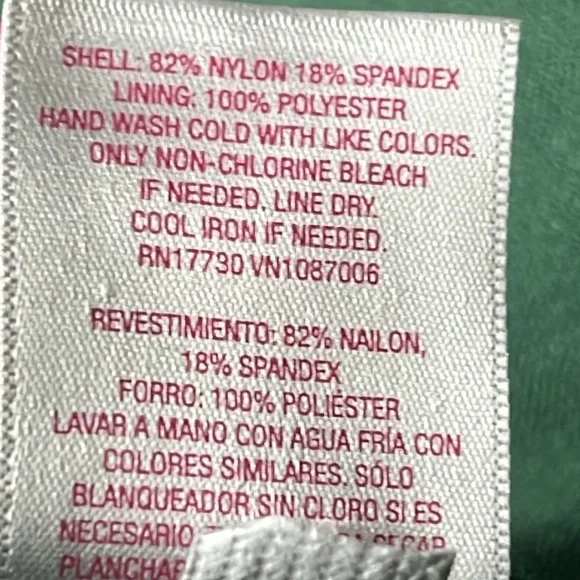 SHELL: 82% NYLON 18% SPANDEX
LINING: 100% POLYESTER
HAND WASH COLD WITH LIKE COLORS.
ONLY NON-CHLORINE BLEACH
IF NEEDED. LINE DRY.
COOL IRON IF NEEDED.
RN17730 VN1087006
REVESTIMIENTO: 82% NAILON,
18% SPANDEX
FORRO: 100% POLIÉSTER
LAVAR A MANO CON AGUA FRÍA CON
COLORES SIMILARES. SÓLO
BLANQUEADOR SIN CLORO SI ES
NECESARIO